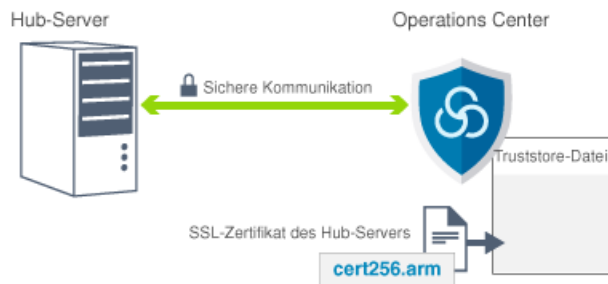 Hub-Server
Operations Center
Sichere Kommunikation
Truststore-Datei
SSL-Zertifikat des Hub-Servers
cert256.arm